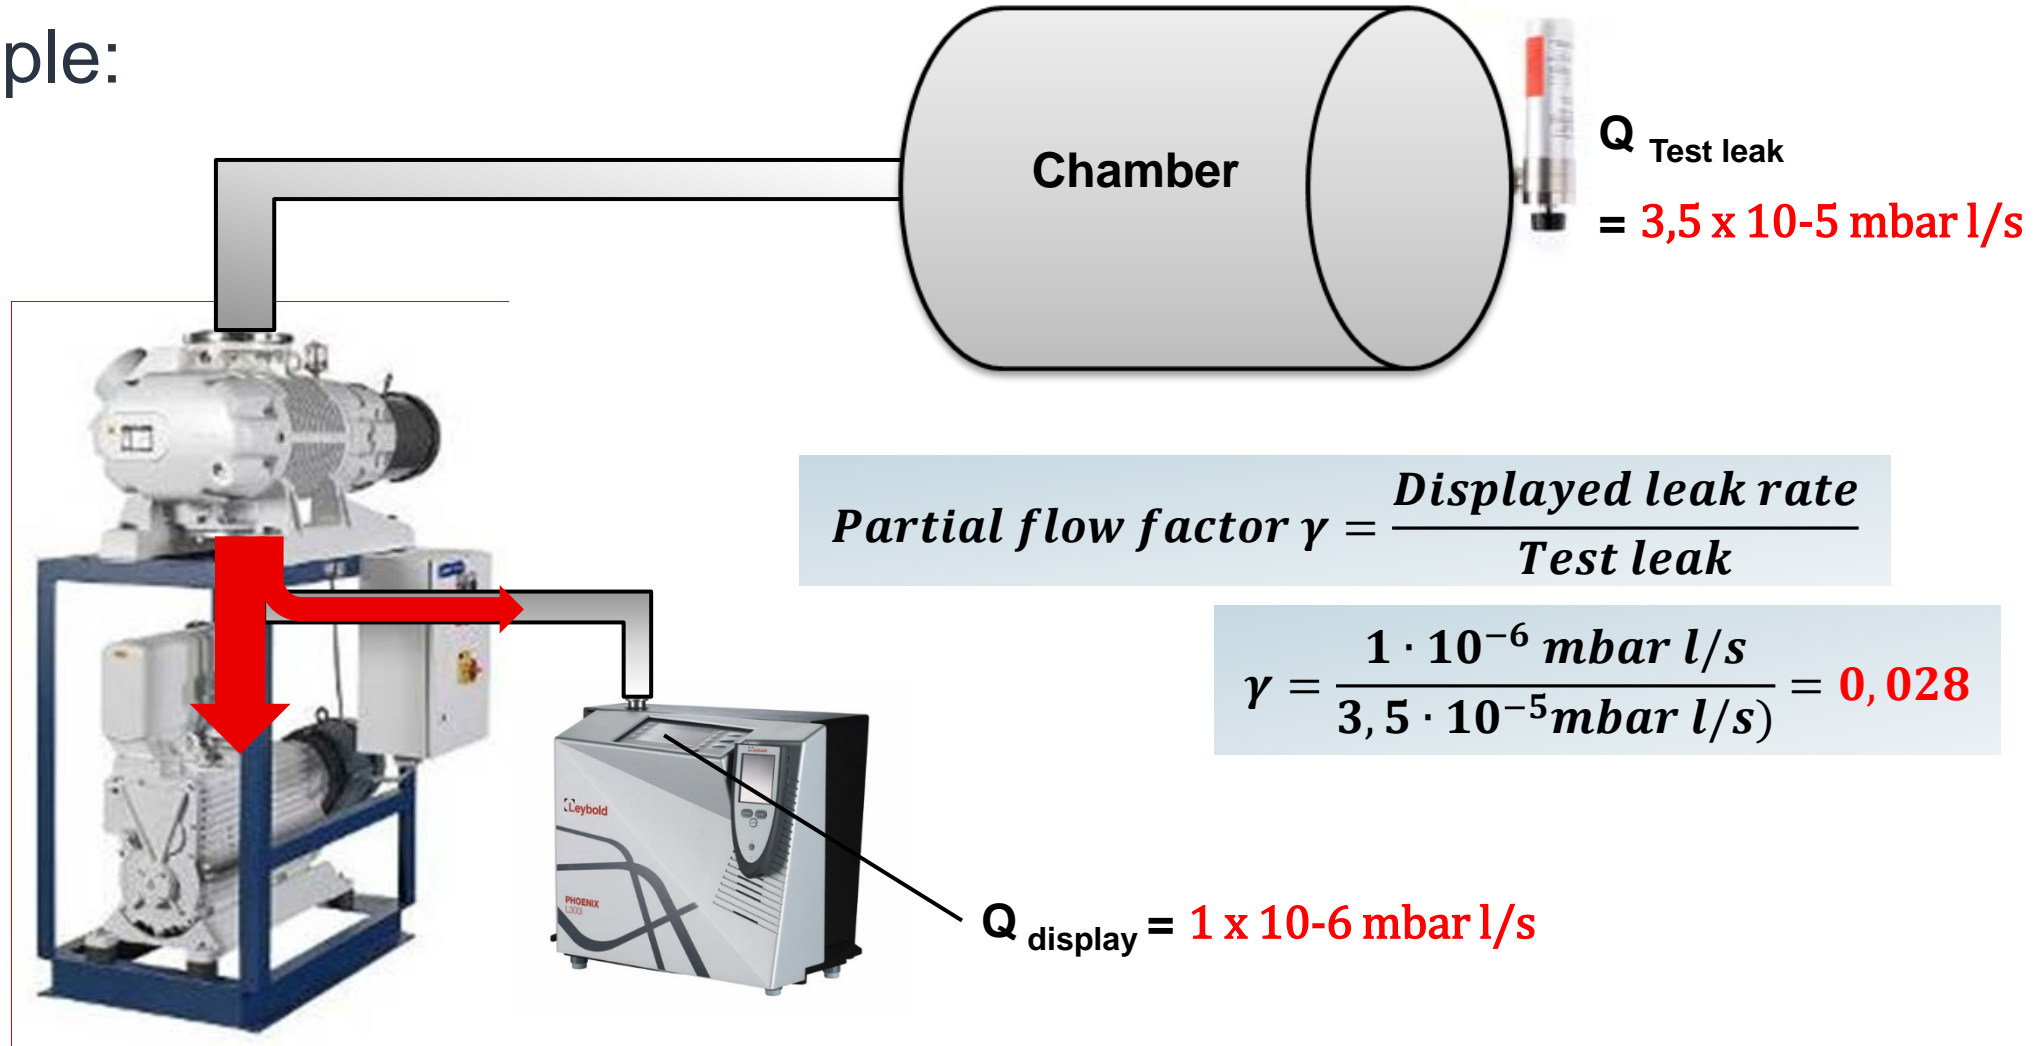 ple:
Chamber
Q Test leak
= 3,5 x 10-5 mbar l/s
Partial flow factor γ = Displayed leak rate / Test leak
γ = 1 · 10⁻⁶ mbar l/s / 3, 5 · 10⁻⁵mbar l/s) = 0, 028
Leybold
PHOENIX
L300i
Q display = 1 x 10-6 mbar l/s